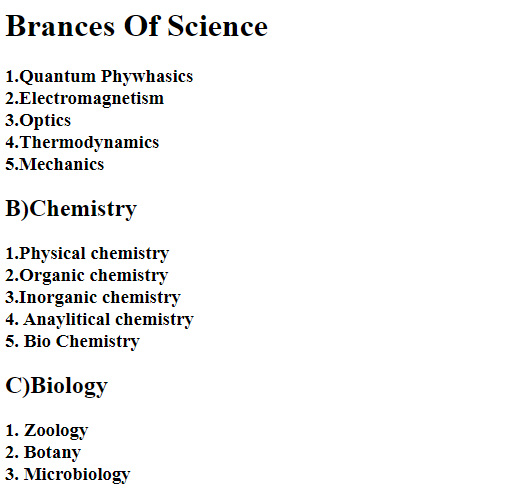 Brances Of Science
1.Quantum Phywhasics
2.Electromagnetism
3.Optics
4.Thermodynamics
5.Mechanics
B)Chemistry
1.Physical chemistry
2.Organic chemistry
3.Inorganic chemistry
4. Anaylitical chemistry
5. Bio Chemistry
C)Biology
1. Zoology
2. Botany
3. Microbiology